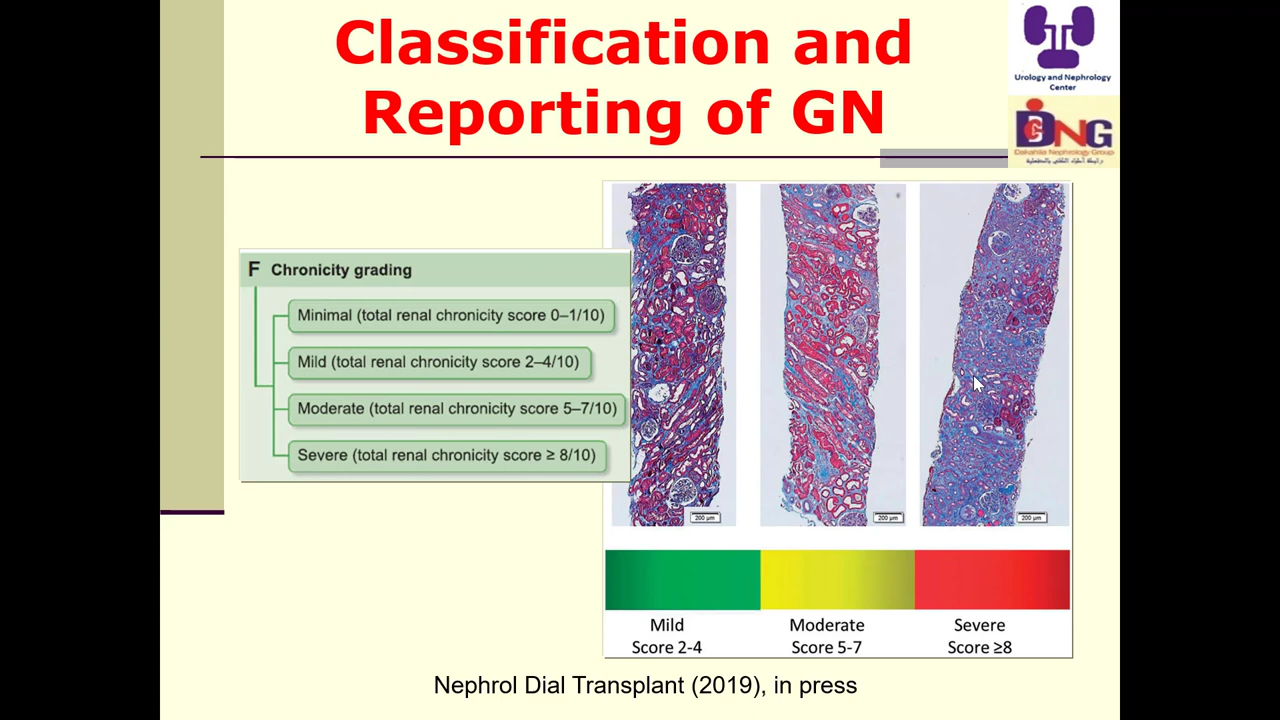 Classification and
Reporting of GN
Urology and Nephrology
Center
DNG
Dakahlia Nephrology Group
F Chronicity grading
Minimal (total renal chronicity score 0–1/10)
Mild (total renal chronicity score 2–4/10)
Moderate (total renal chronicity score 5–7/10)
Severe (total renal chronicity score ≥ 8/10)
200 µm
200 µm
200 µm
Mild
Score 2-4
Moderate
Score 5-7
Severe
Score ≥8
Nephrol Dial Transplant (2019), in press